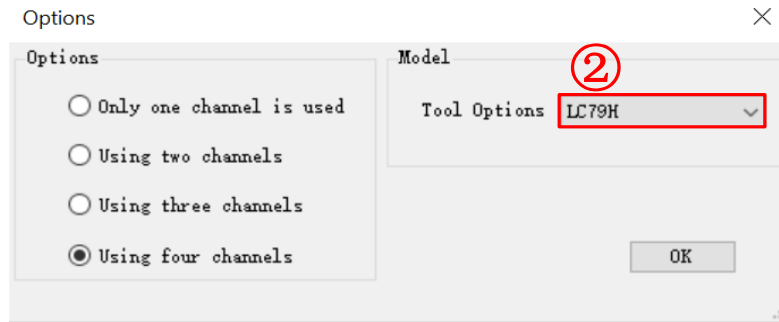 Options
Options
Only one channel is used
Using two channels
Using three channels
Using four channels
Model
②
Tool Options LC79H
OK